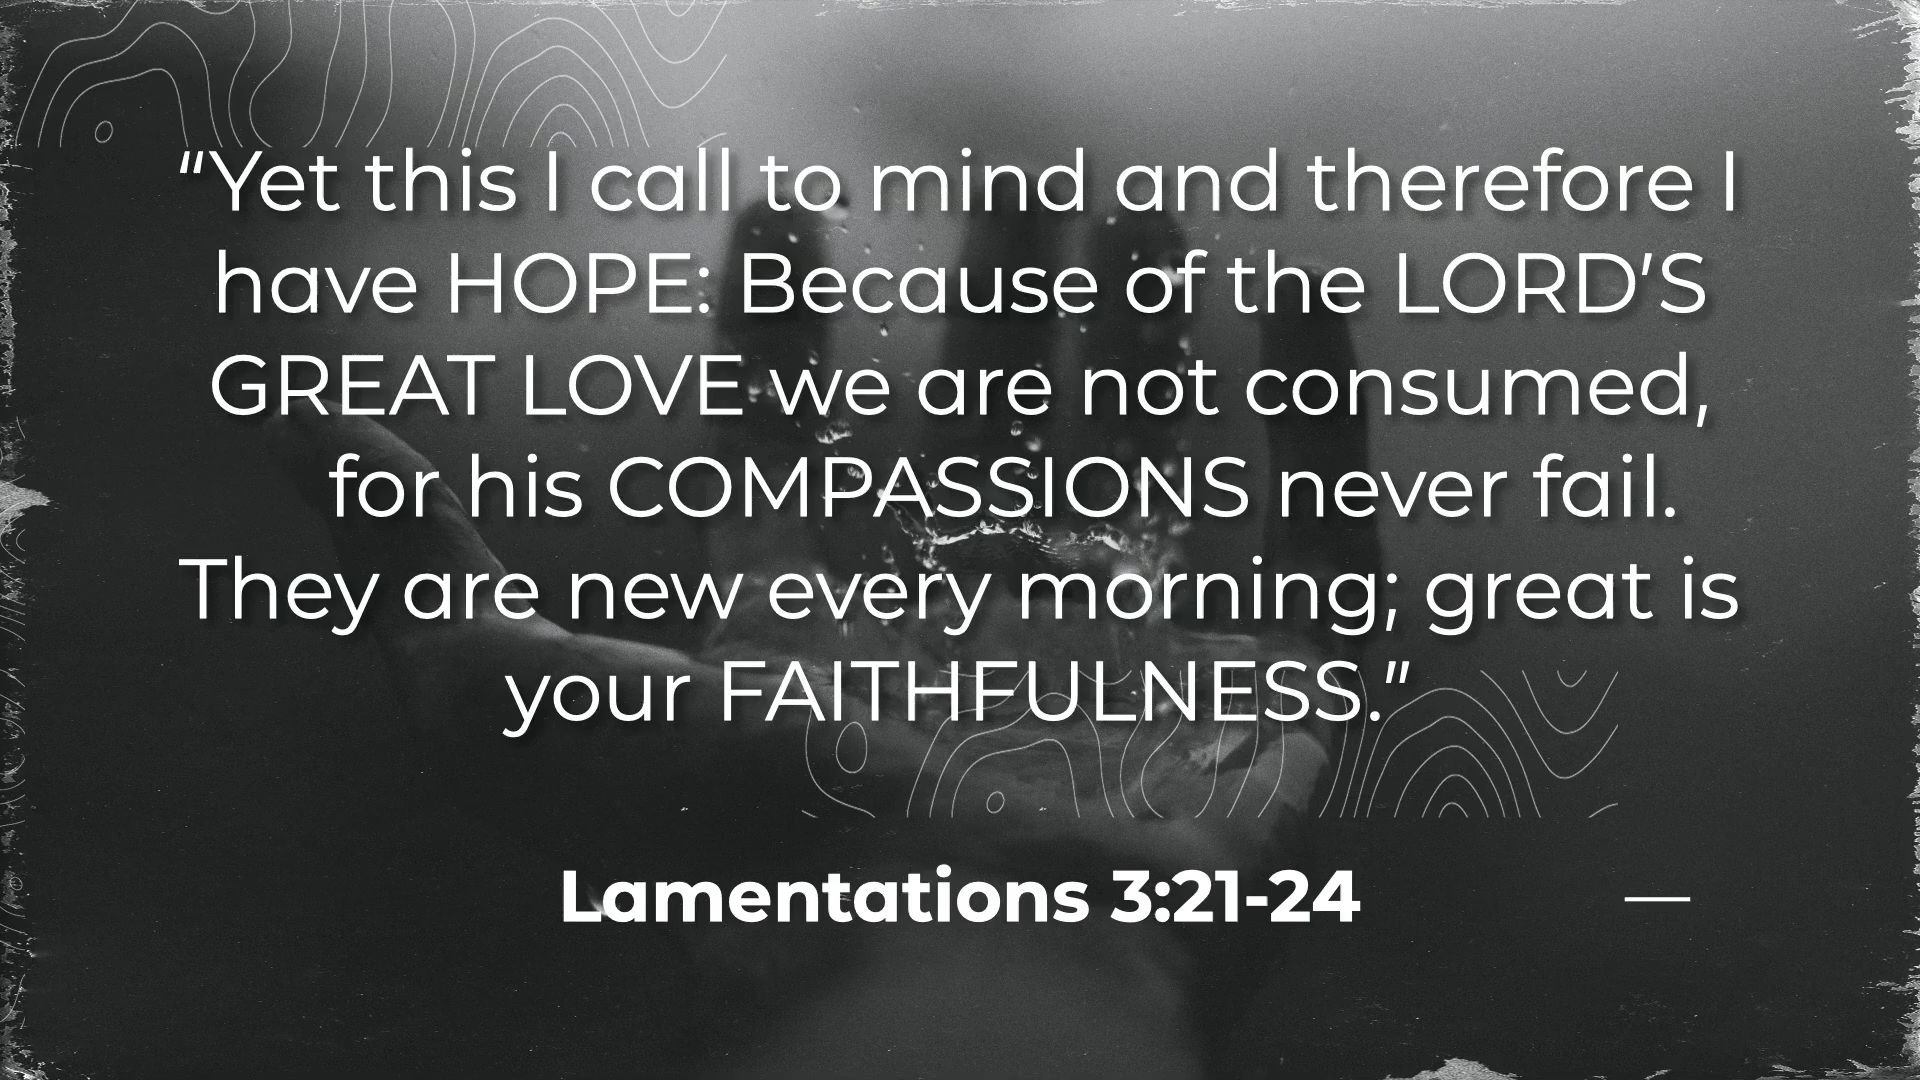 "Yet this I call to mind and therefore I
have HOPE: Because of the LORD'S
GREAT LOVE we are not consumed,
for his COMPASSIONS never fail.
They are new every morning; great is
your FAITHFULNESS."
Lamentations 3:21-24